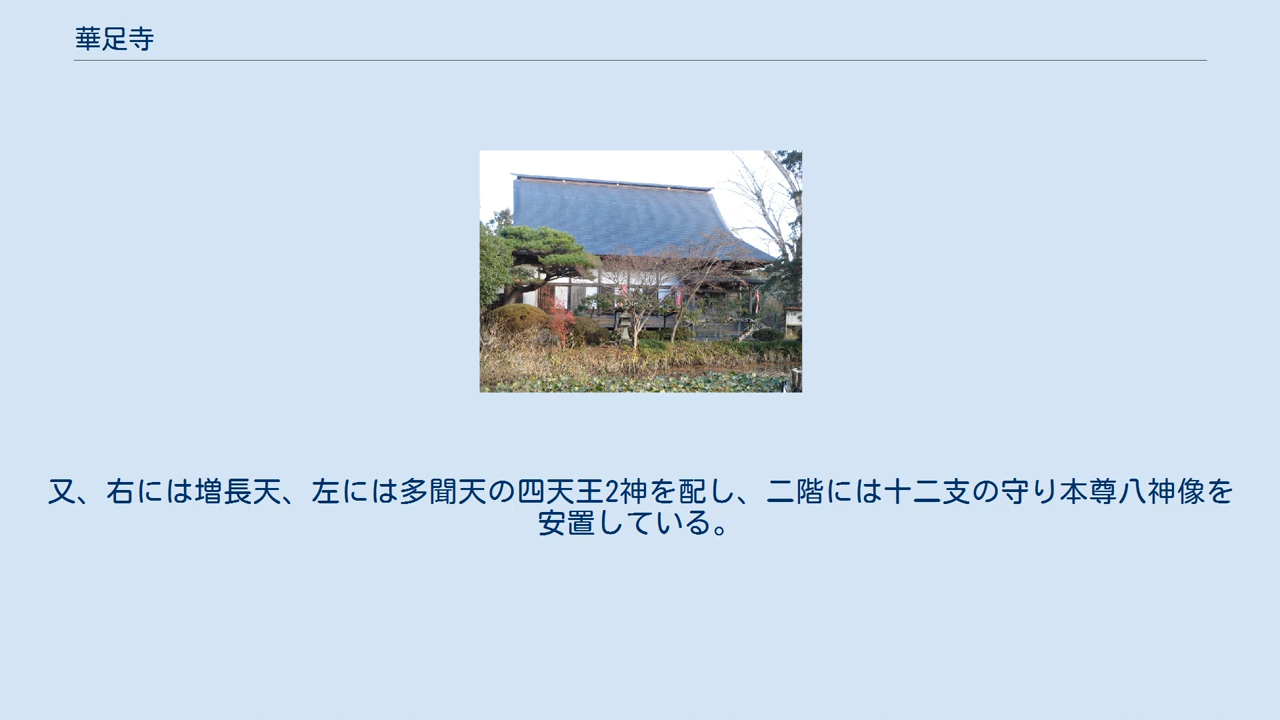 華足寺
又、右には増長天、左には多聞天の四天王2神を配し、二階には十二支の守り本尊八神像を
安置している。